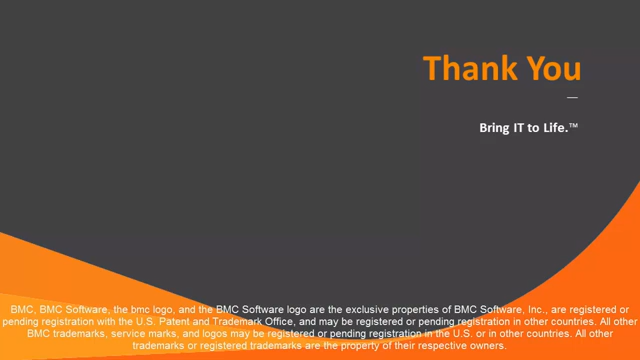 Thank You
Bring IT to Life.™
BMC, BMC Software, the bmc logo, and the BMC Software logo are the exclusive properties of BMC Software, Inc., are registered or
pending registration with the U.S. Patent and Trademark Office, and may be registered or pending registration in other countries. All other
BMC trademarks, service marks, and logos may be registered or pending registration in the U.S. or in other countries. All other
trademarks or registered trademarks are the property of their respective owners.